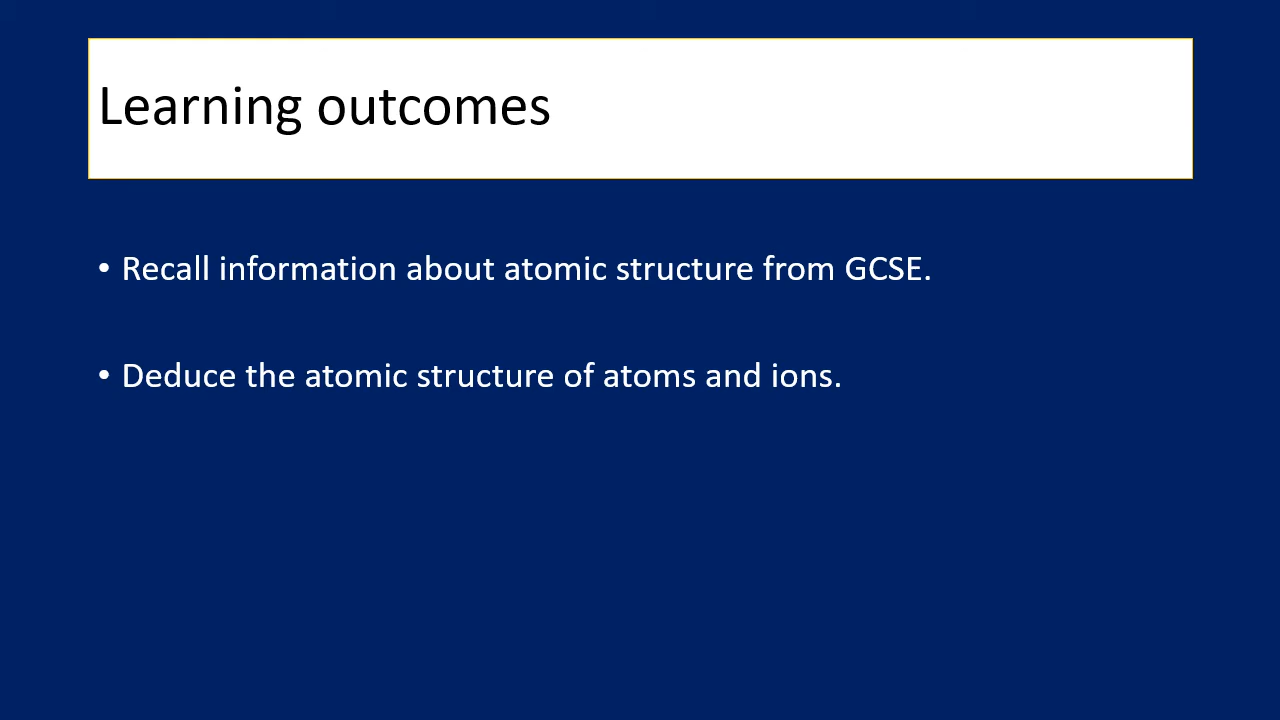 Learning outcomes
• Recall information about atomic structure from GCSE.
• Deduce the atomic structure of atoms and ions.